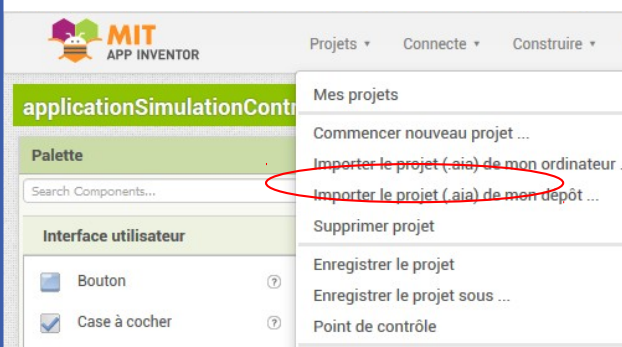 MIT
APP INVENTOR
Projets
Connecte
Construire
applicationSimulationContr
Mes projets
Commencer nouveau projet ...
Importer le projet (.aia) de mon ordinateur .
Importer le projet (.aia) de mon dépôt ...
Supprimer projet
Enregistrer le projet
Enregistrer le projet sous ...
Point de contrôle
Palette
Search Components...
Interface utilisateur
Bouton
?
Case à cocher
?